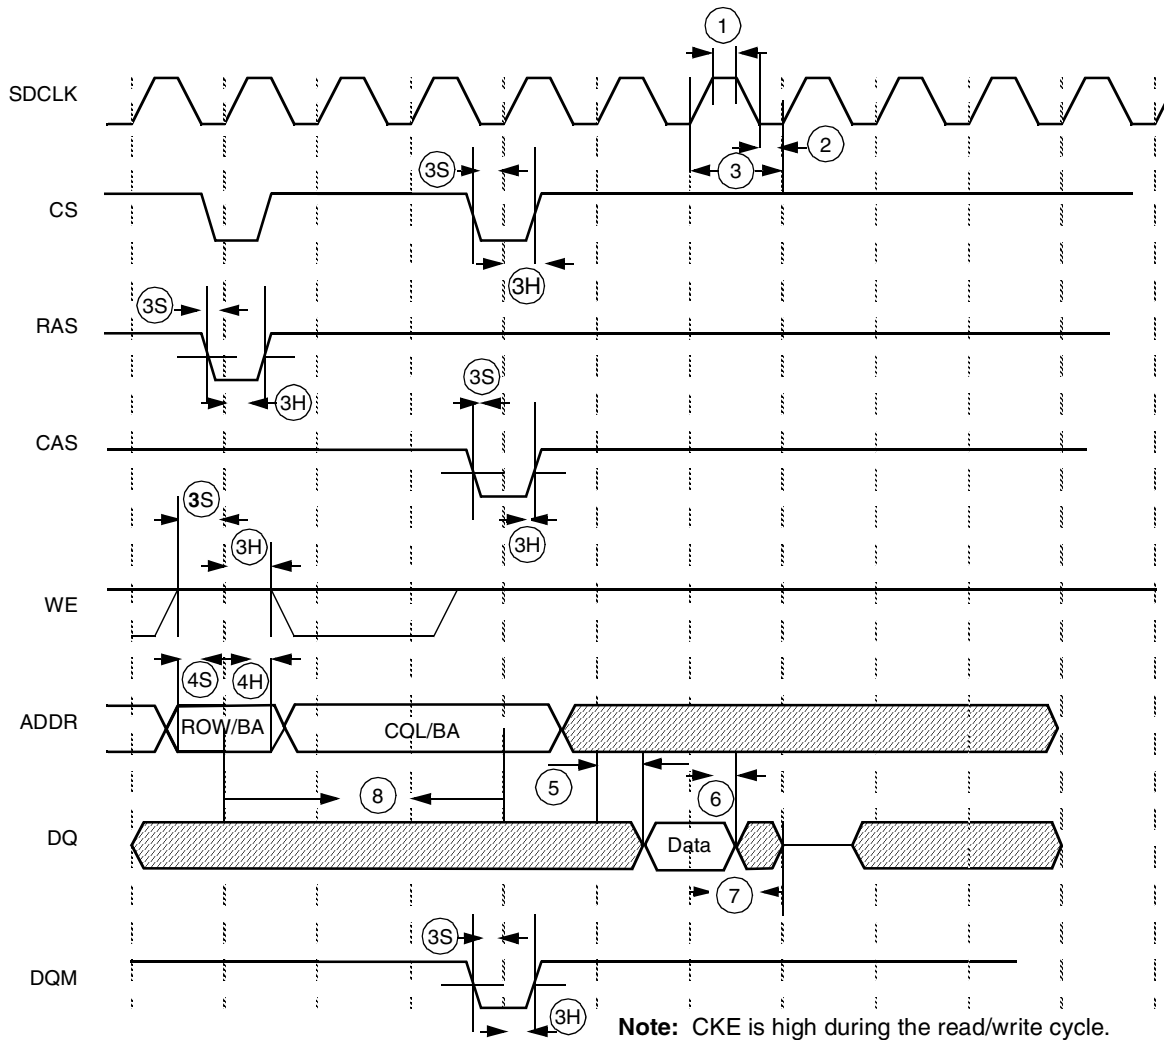 1
SDCLK
2
3
3S
CS
3H
3S
RAS
3S
3H
CAS
3S
3H
3H
WE
4S
4H
ADDR
ROW/BA
COL/BA
5
6
8
DQ
Data
7
3S
DQM
3H
Note: CKE is high during the read/write cycle.